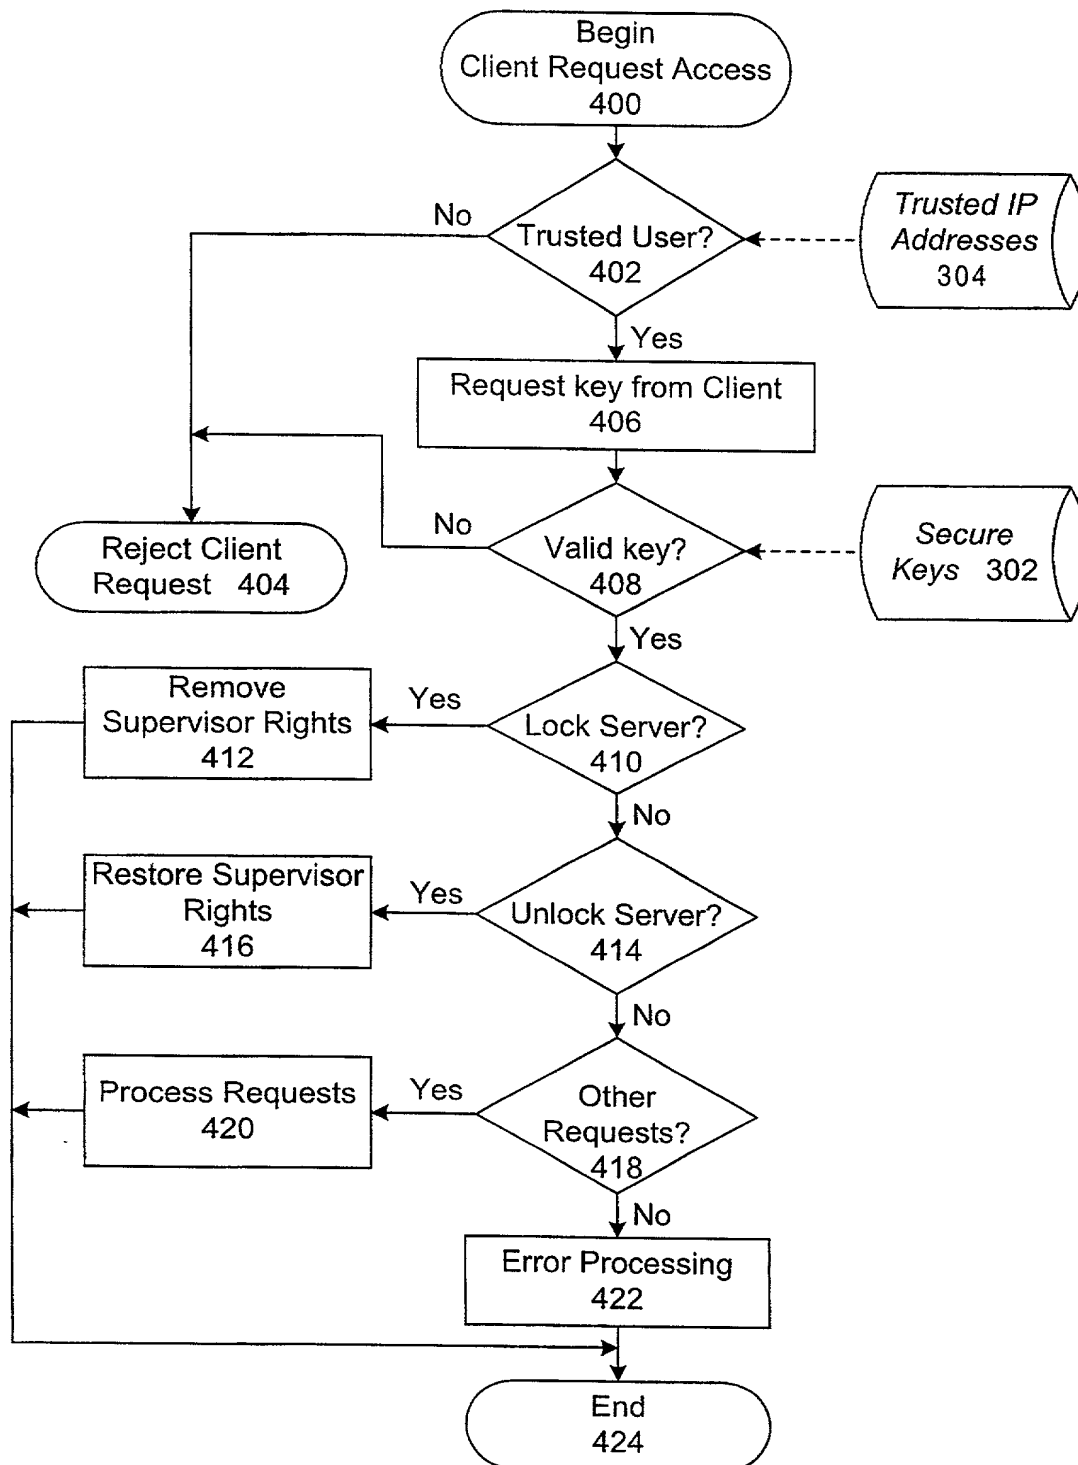 Begin
Client Request Access
400
No
Trusted User?
402
Trusted IP
Addresses
304
Yes
Request key from Client
406
No
Valid key?
408
Secure
Keys 302
Reject Client
Request 404
Yes
Remove
Supervisor Rights
412
Yes
Lock Server?
410
No
Restore Supervisor
Rights
416
Yes
Unlock Server?
414
No
Process Requests
420
Yes
Other
Requests?
418
No
Error Processing
422
End
424